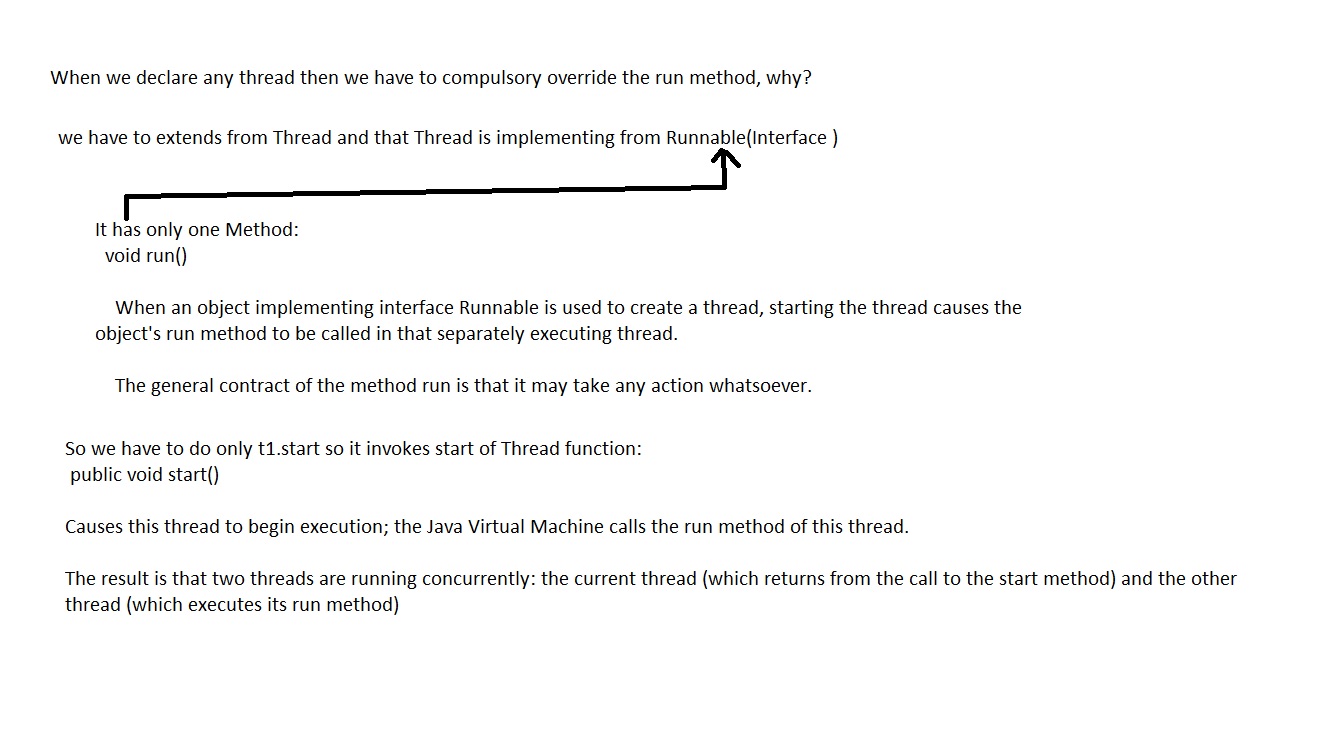 When we declare any thread then we have to compulsory override the run method, why?
we have to extends from Thread and that Thread is implementing from Runnable(Interface )
It has only one Method:
void run()
When an object implementing interface Runnable is used to create a thread, starting the thread causes the
object's run method to be called in that separately executing thread.
The general contract of the method run is that it may take any action whatsoever.
So we have to do only t1.start so it invokes start of Thread function:
public void start()
Causes this thread to begin execution; the Java Virtual Machine calls the run method of this thread.
The result is that two threads are running concurrently: the current thread (which returns from the call to the start method) and the other
thread (which executes its run method)